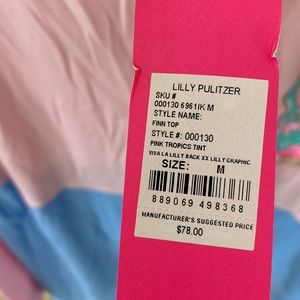 LILLY PULITZER
SKU #
000130 6961IK M
STYLE NAME:
FINN TOP
STYLE #: 000130
PINK TROPICS TINT
VIVA LA LILLY BACK XX LILLY GRAPHIC
SIZE: M
889069 498368
MANUFACTURER'S SUGGESTED PRICE
$78.00